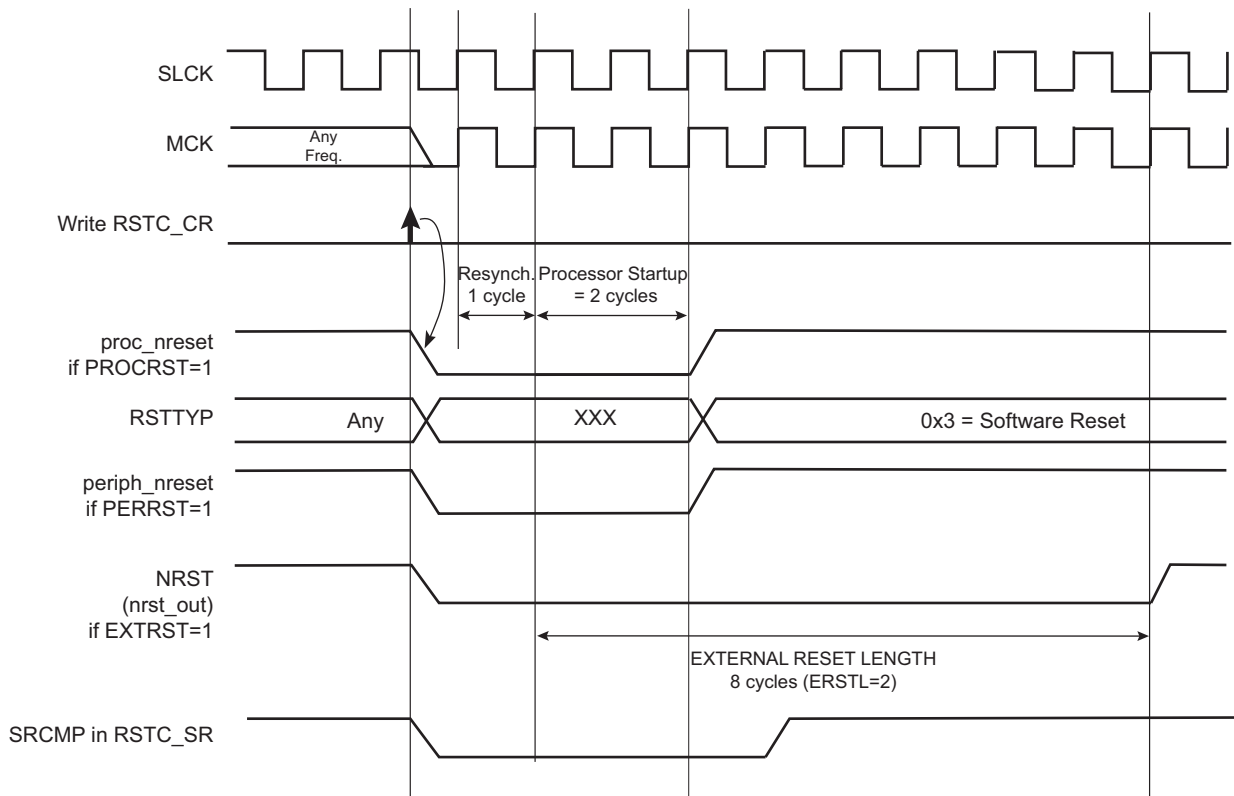 SLCK
MCK
Any
Freq.
Write RSTC_CR
Resynch.
1 cycle
Processor Startup
= 2 cycles
proc_nreset
if PROCRST=1
RSTTYP
Any
XXX
0x3 = Software Reset
periph_nreset
if PERRST=1
NRST
(nrst_out)
if EXTRST=1
EXTERNAL RESET LENGTH
8 cycles (ERSTL=2)
SRCMP in RSTC_SR